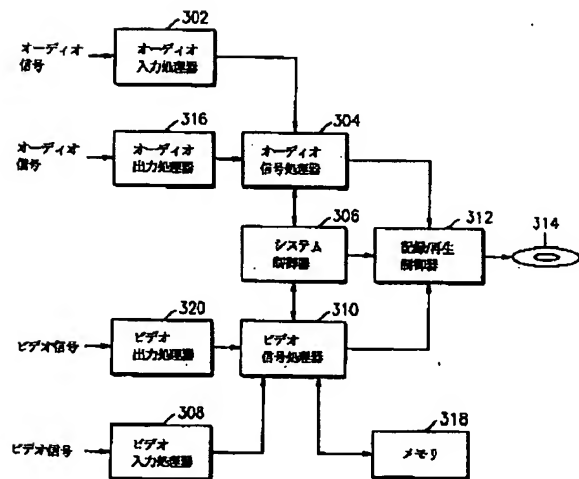 302
オーディオ
信号
オーディオ
入力処理器
316
304
オーディオ
信号
オーディオ
出力処理器
オーディオ
信号処理器
306
312
314
システム
制御器
記録/再生
制御器
320
310
ビデオ信号
ビデオ
出力処理器
ビデオ
信号処理器
308
318
ビデオ信号
ビデオ
入力処理器
メモリ